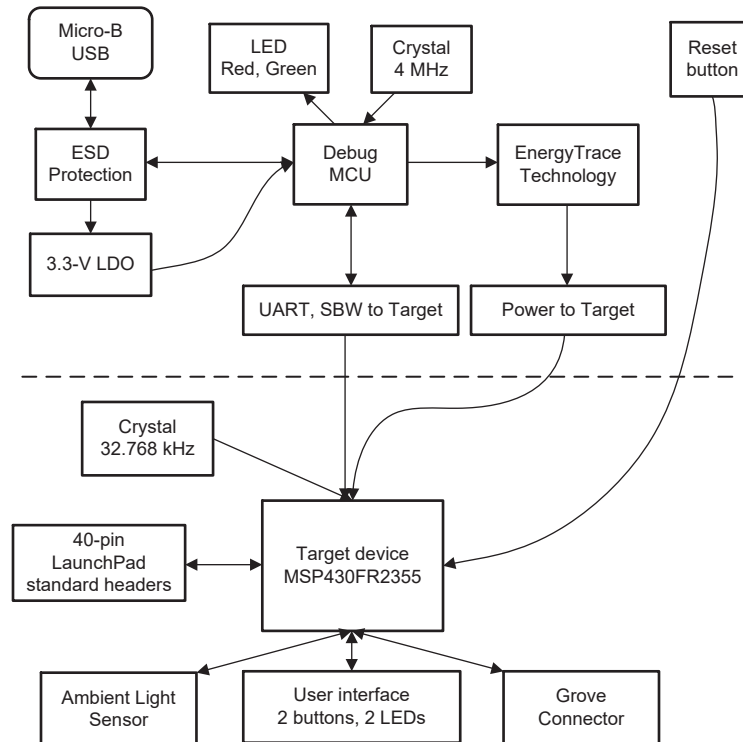 Micro-B
USB
LED
Red, Green
Crystal
4 MHz
Reset
button
ESD
Protection
Debug
MCU
EnergyTrace
Technology
3.3-V LDO
UART, SBW to Target
Power to Target
Crystal
32.768 kHz
40-pin
LaunchPad
standard headers
Target device
MSP430FR2355
Ambient Light
Sensor
User interface
2 buttons, 2 LEDs
Grove
Connector